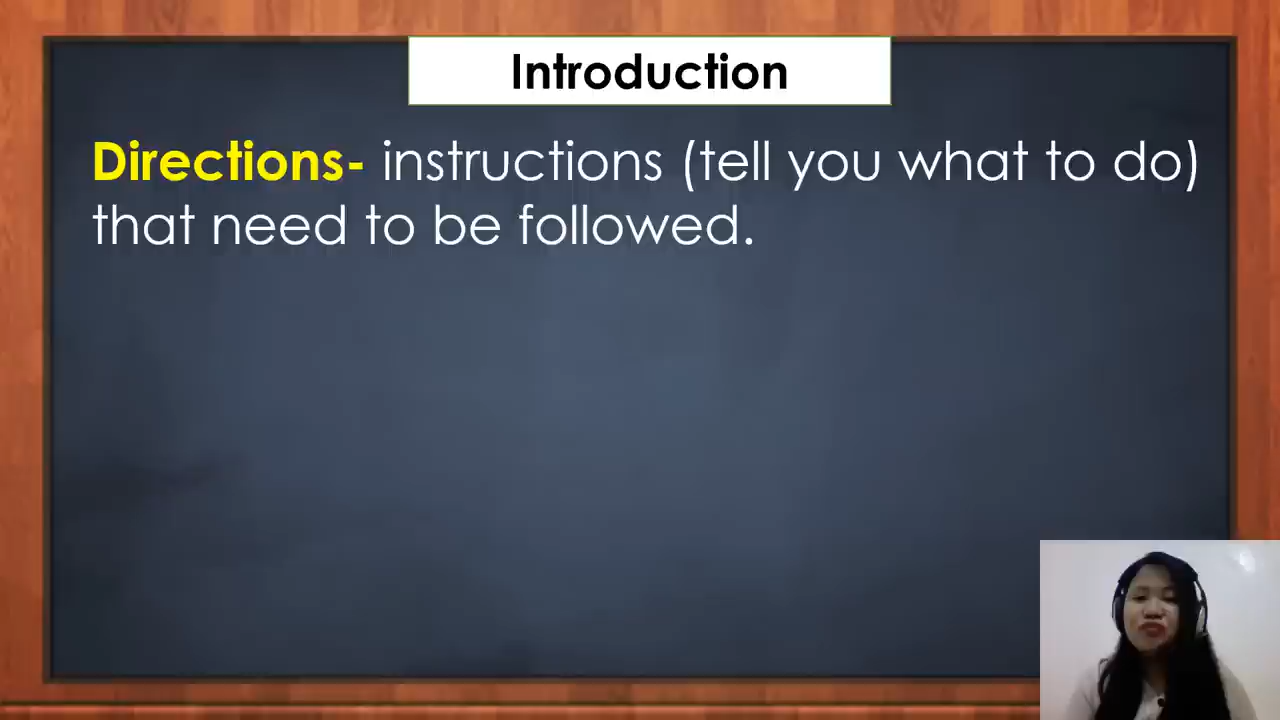 Introduction
Directions- instructions (tell you what to do)
that need to be followed.